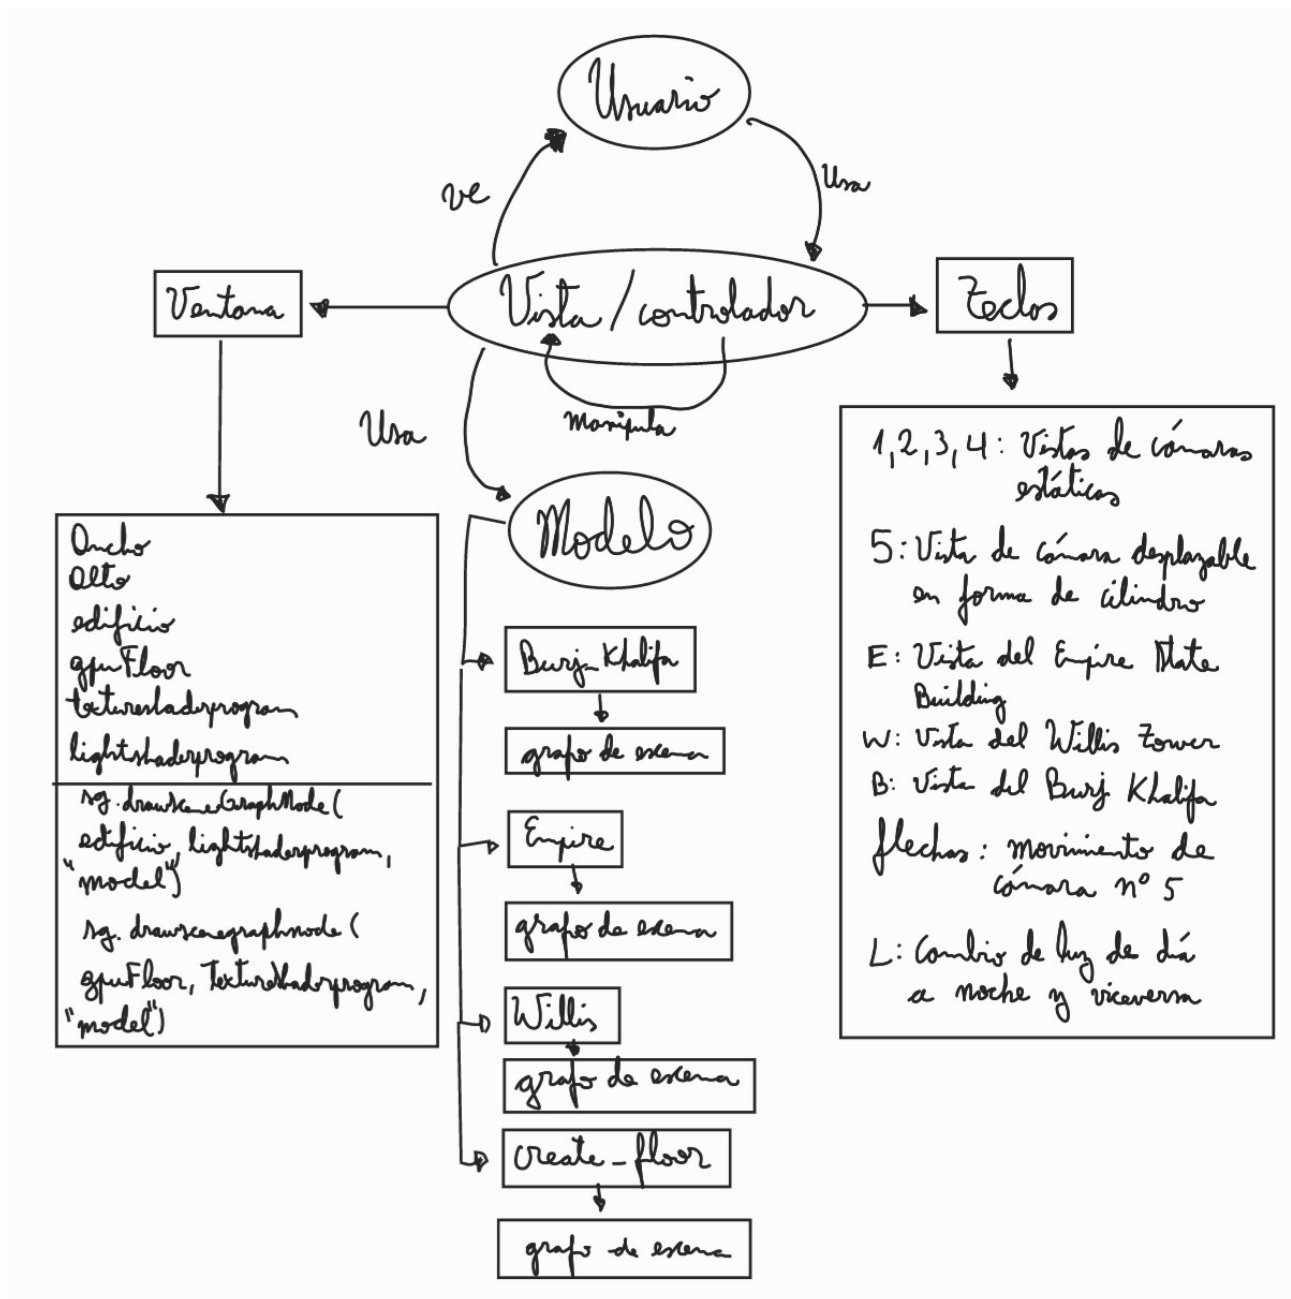 Usuario
ve
Usa
Ventana
Vista / controlador
Teclas
Usa
Manipula
Modelo
Ancho
Alto
edificio
gpuFloor
textureshaderprogram
lightshaderprogram
sg.drawSceneGraphNode(
edificio, lightshaderprogram,
"model")
sg.drawscenegraphnode(
gpuFloor, TextureShaderprogram,
"model")
Burj_Khalifa
grafo de escena
Empire
grafo de escena
Willis
grafo de escena
create_floor
grafo de escena
1,2,3,4: Vistas de cámaras
estáticas
5: Vista de cámara desplazable
en forma de cilindro
E: Vista del Empire State
Building
W: Vista del Willis Tower
B: Vista del Burj Khalifa
flechas: movimiento de
cámara nº 5
L: Cambio de luz de día
a noche y viceversa